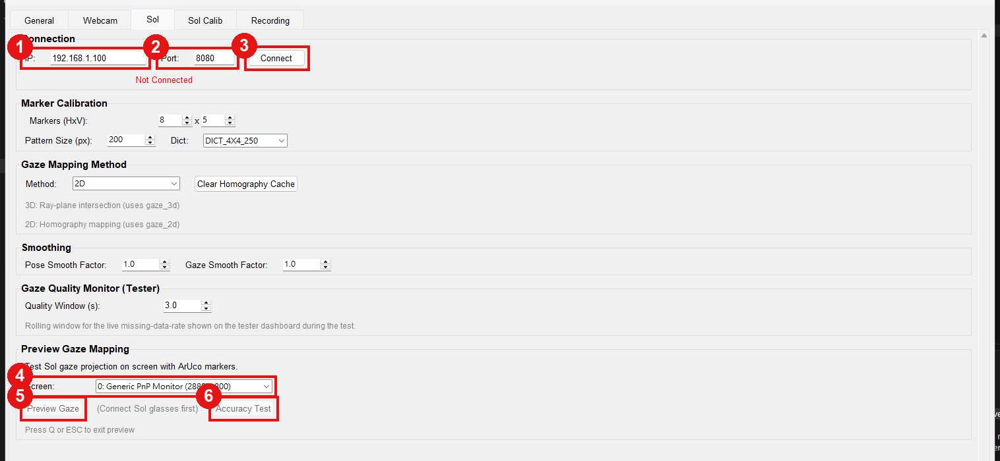 General Webcam Sol Sol Calib Recording
Connection
1 2 3
IP: 192.168.1.100 Port: 8080 Connect
Not Connected
Marker Calibration
Markers (HxV): 8 x 5
Pattern Size (px): 200 Dict: DICT_4X4_250
Gaze Mapping Method
Method: 2D Clear Homography Cache
3D: Ray-plane intersection (uses gaze_3d)
2D: Homography mapping (uses gaze_2d)
Smoothing
Pose Smooth Factor: 1.0 Gaze Smooth Factor: 1.0
Gaze Quality Monitor (Tester)
Quality Window (s): 3.0
Rolling window for the live missing-data-rate shown on the tester dashboard during the test.
Preview Gaze Mapping
Test Sol gaze projection on screen with ArUco markers.
4
Screen: 0: Generic PnP Monitor
5 6
Preview Gaze (Connect Sol glasses first) Accuracy Test
Press Q or ESC to exit preview